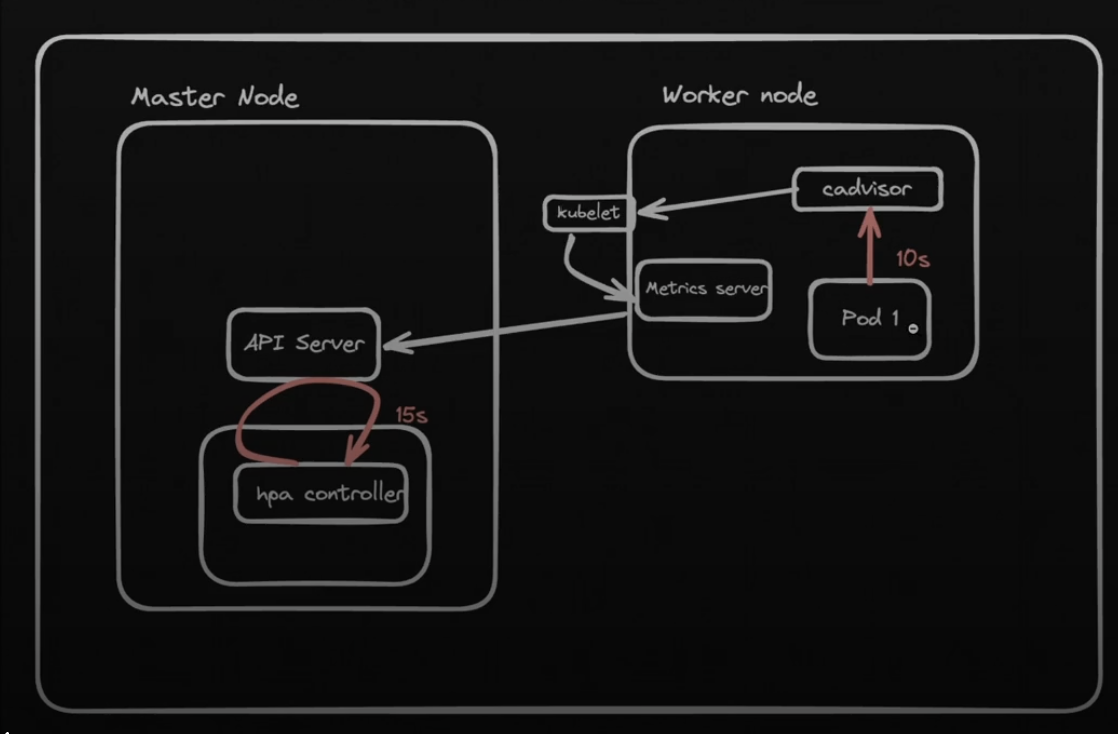 Master Node
Worker node
cadvisor
kubelet
10s
Metrics server
Pod 1
API Server
15s
hpa controller